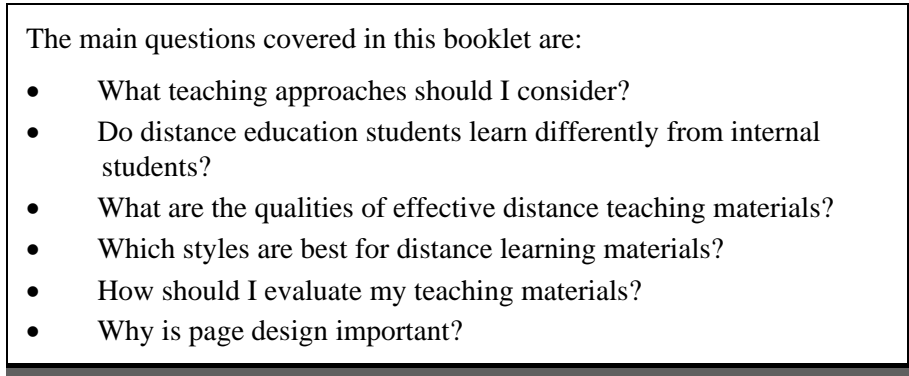 The main questions covered in this booklet are:
• What teaching approaches should I consider?
• Do distance education students learn differently from internal
students?
• What are the qualities of effective distance teaching materials?
• Which styles are best for distance learning materials?
• How should I evaluate my teaching materials?
• Why is page design important?